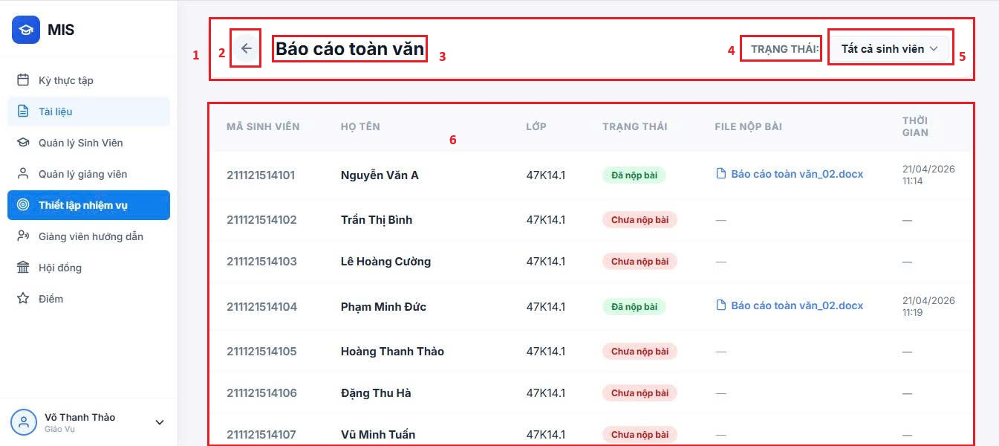 MIS
Kỳ thực tập
Tài liệu
Quản lý Sinh Viên
Quản lý giảng viên
Thiết lập nhiệm vụ
Giảng viên hướng dẫn
Hội đồng
Điểm
Võ Thanh Thảo
Giáo Vụ
1
2
Báo cáo toàn văn
3
4
TRẠNG THÁI:
Tất cả sinh viên
5
6
MÃ SINH VIÊN HỌ TÊN LỚP TRẠNG THÁI FILE NỘP BÀI THỜI GIAN
211121514101 Nguyễn Văn A 47K14.1 Đã nộp bài Báo cáo toàn văn_02.docx 21/04/2026 11:14
211121514102 Trần Thị Bình 47K14.1 Chưa nộp bài — —
211121514103 Lê Hoàng Cường 47K14.1 Chưa nộp bài — —
211121514104 Phạm Minh Đức 47K14.1 Đã nộp bài Báo cáo toàn văn_02.docx 21/04/2026 11:19
211121514105 Hoàng Thanh Thảo 47K14.1 Chưa nộp bài — —
211121514106 Đặng Thu Hà 47K14.1 Chưa nộp bài — —
211121514107 Vũ Minh Tuấn 47K14.1 Chưa nộp bài — —